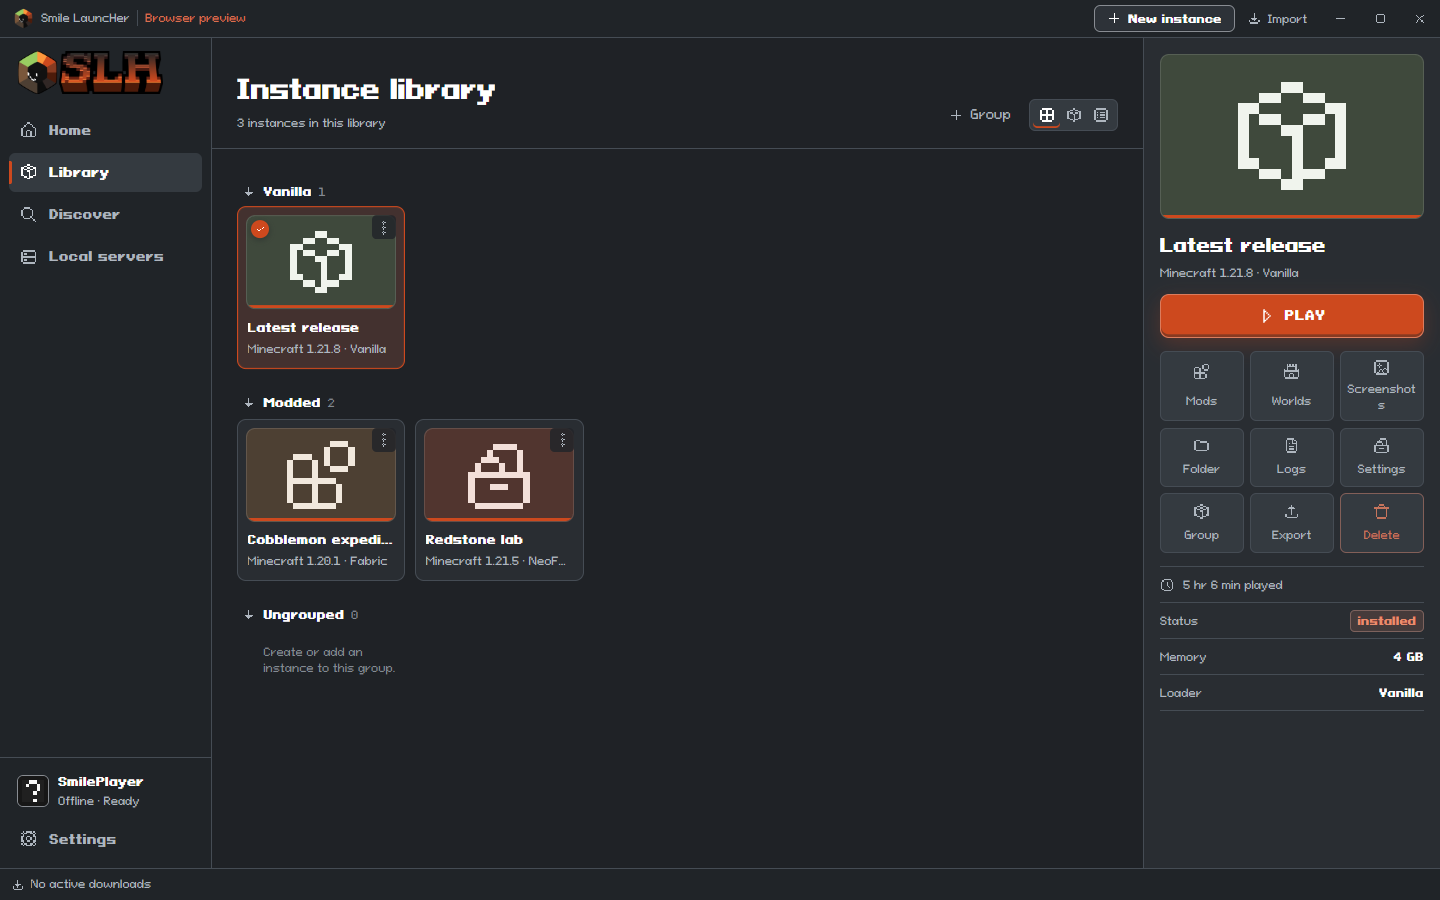 Smile LauncHer
Browser preview
New instance
Import
SLH
Home
Library
Discover
Local servers
Instance library
3 instances in this library
Group
Vanilla 1
Latest release
Minecraft 1.21.8 · Vanilla
Modded 2
Cobblemon expedi...
Minecraft 1.20.1 · Fabric
Redstone lab
Minecraft 1.21.5 · NeoF...
Ungrouped 0
Create or add an
instance to this group.
Latest release
Minecraft 1.21.8 · Vanilla
PLAY
Mods
Worlds
Screenshot
s
Folder
Logs
Settings
Group
Export
Delete
5 hr 6 min played
Status
installed
Memory
4 GB
Loader
Vanilla
?
SmilePlayer
Offline · Ready
Settings
No active downloads